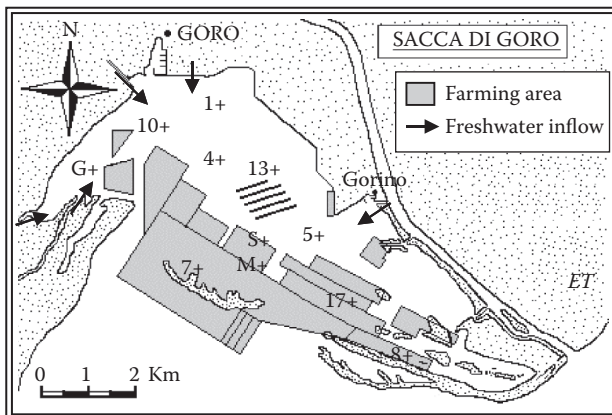 N
GORO
SACCA DI GORO
Farming area
Freshwater inflow
1+
10+
4+
13+
G+
Gorino
5+
S+
M+
7+
17+
ET
8+
0 1 2 Km